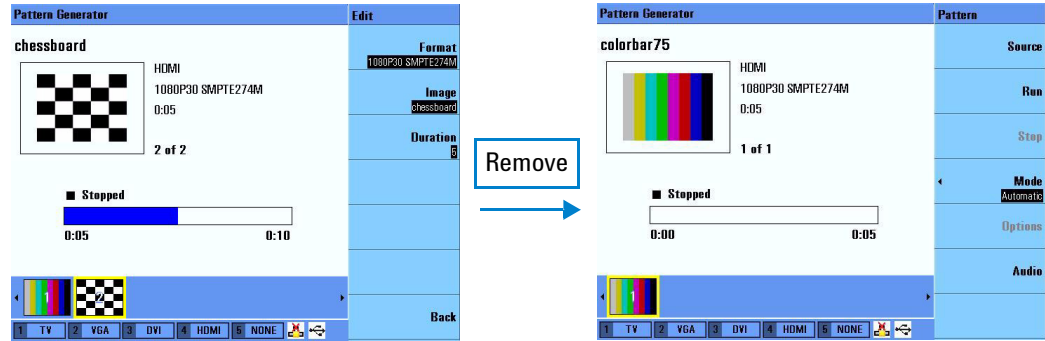 Pattern Generator
Edit
chessboard
HDMI
1080P30 SMPTE274M
0:05
2 of 2
Stopped
0:05 0:10
1 2
1 TV 2 VGA 3 DVI 4 HDMI 5 NONE
Format
1080P30 SMPTE274M
Image
chessboard
Duration
5
Back
Remove
Pattern Generator
Pattern
colorbar75
HDMI
1080P30 SMPTE274M
0:05
1 of 1
Stopped
0:00 0:05
1
1 TV 2 VGA 3 DVI 4 HDMI 5 NONE
Source
Run
Stop
Mode
Automatic
Options
Audio